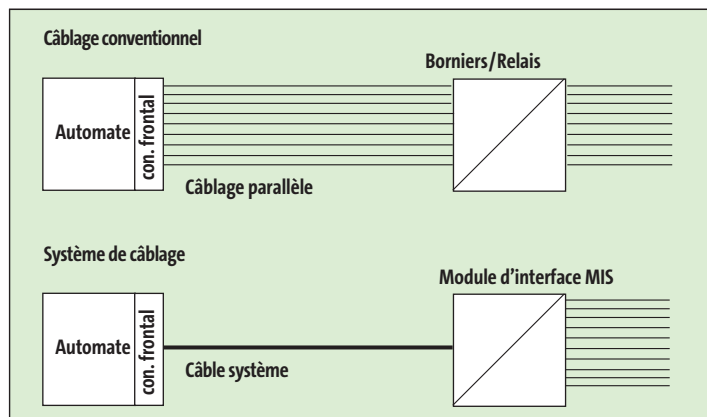 Câblage conventionnel
Borniers/Relais
Automate
con. frontal
Câblage parallèle
Système de câblage
Module d'interface MIS
Automate
con. frontal
Câble système